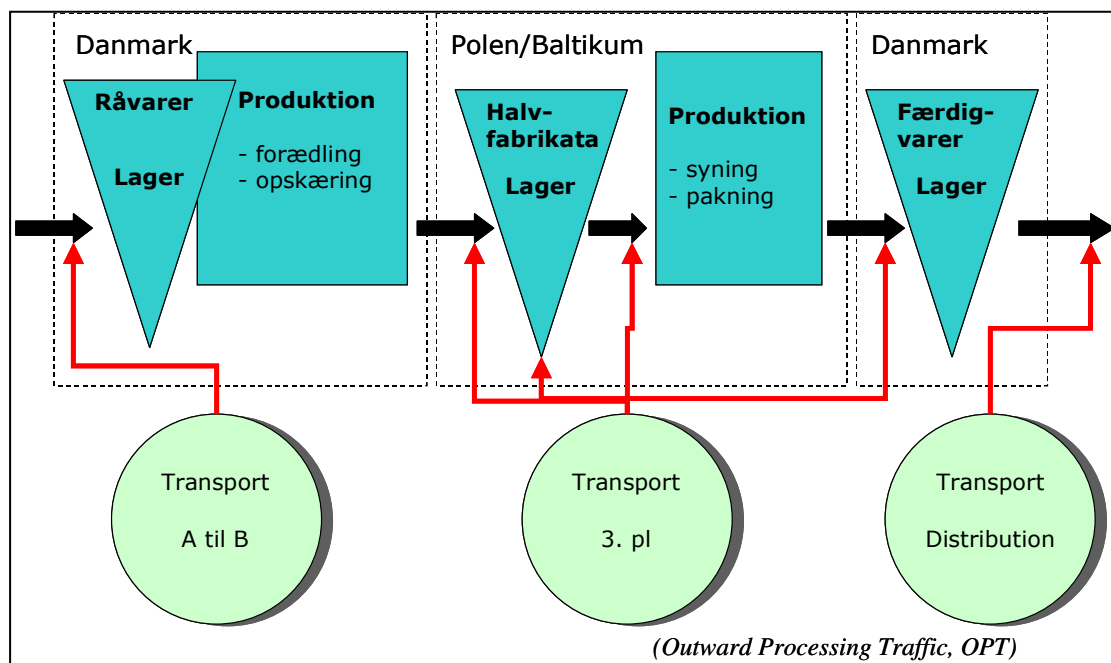 Danmark
Råvarer
Lager
Produktion
- forædling
- opskæring
Polen/Baltikum
Halv-
fabrikata
Lager
Produktion
- syning
- pakning
Danmark
Færdig-
varer
Lager
Transport
A til B
Transport
3. pl
Transport
Distribution
(Outward Processing Traffic, OPT)